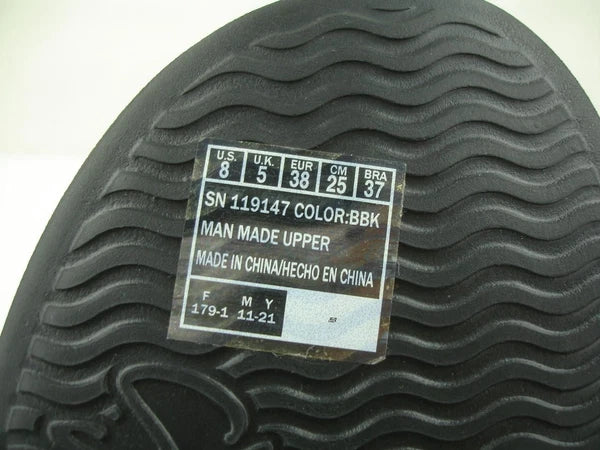 U.S. U.K. EUR CM BRA
8 5 38 25 37
SN 119147 COLOR:BBK
MAN MADE UPPER
MADE IN CHINA/HECHO EN CHINA
F M Y
179-1 11-21